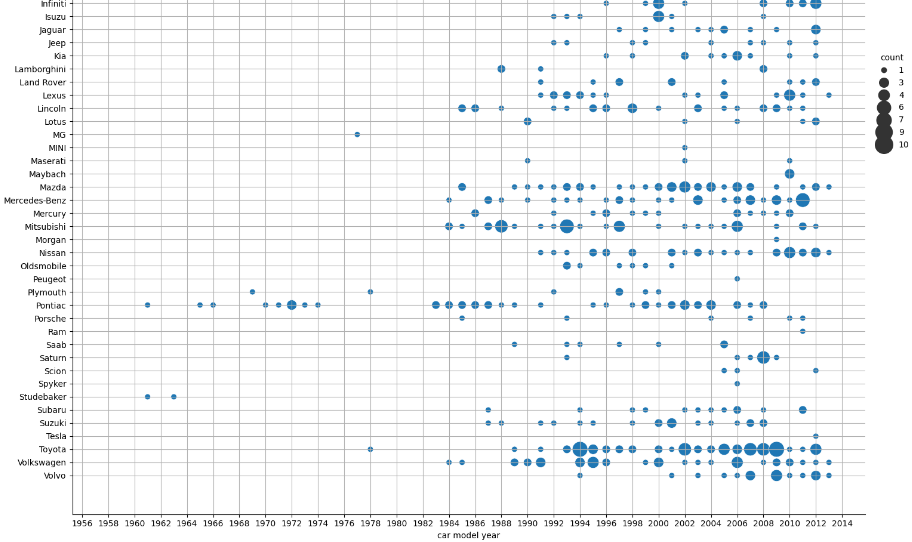 Infiniti
Isuzu
Jaguar
Jeep
Kia
Lamborghini
Land Rover
Lexus
Lincoln
Lotus
MG
MINI
Maserati
Maybach
Mazda
Mercedes-Benz
Mercury
Mitsubishi
Morgan
Nissan
Oldsmobile
Peugeot
Plymouth
Pontiac
Porsche
Ram
Saab
Saturn
Scion
Spyker
Studebaker
Subaru
Suzuki
Tesla
Toyota
Volkswagen
Volvo
1956 1958 1960 1962 1964 1966 1968 1970 1972 1974 1976 1978 1980 1982 1984 1986 1988 1990 1992 1994 1996 1998 2000 2002 2004 2006 2008 2010 2012 2014
car model year
count
1
3
4
6
7
9
10